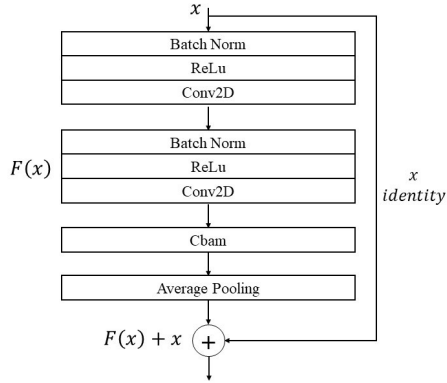 x
Batch Norm
ReLu
Conv2D
Batch Norm
F(x)
ReLu
Conv2D
x
identity
Cbam
Average Pooling
F(x) + x
+